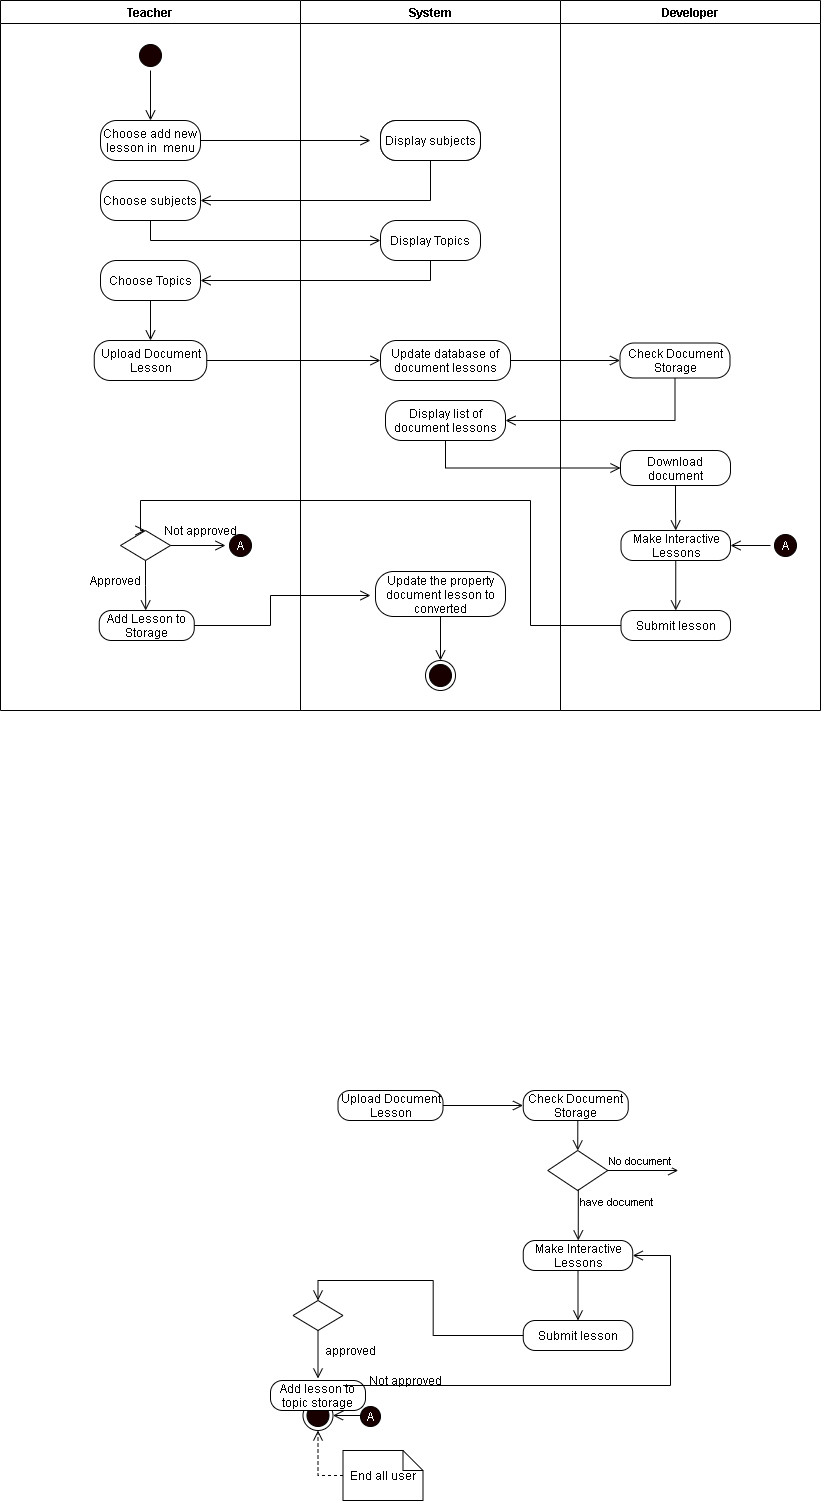 Teacher
System
Developer
Choose add new
lesson in menu
Display subjects
Choose subjects
Display Topics
Choose Topics
Upload Document
Lesson
Update database of
document lessons
Check Document
Storage
Display list of
document lessons
Download
document
Not approved
A
Make Interactive
Lessons
A
Approved
Update the property
document lesson to
converted
Add Lesson to
Storage
Submit lesson
Upload Document
Lesson
Check Document
Storage
No document
have document
Make Interactive
Lessons
Submit lesson
approved
Not approved
Add lesson to
topic storage
A
End all user